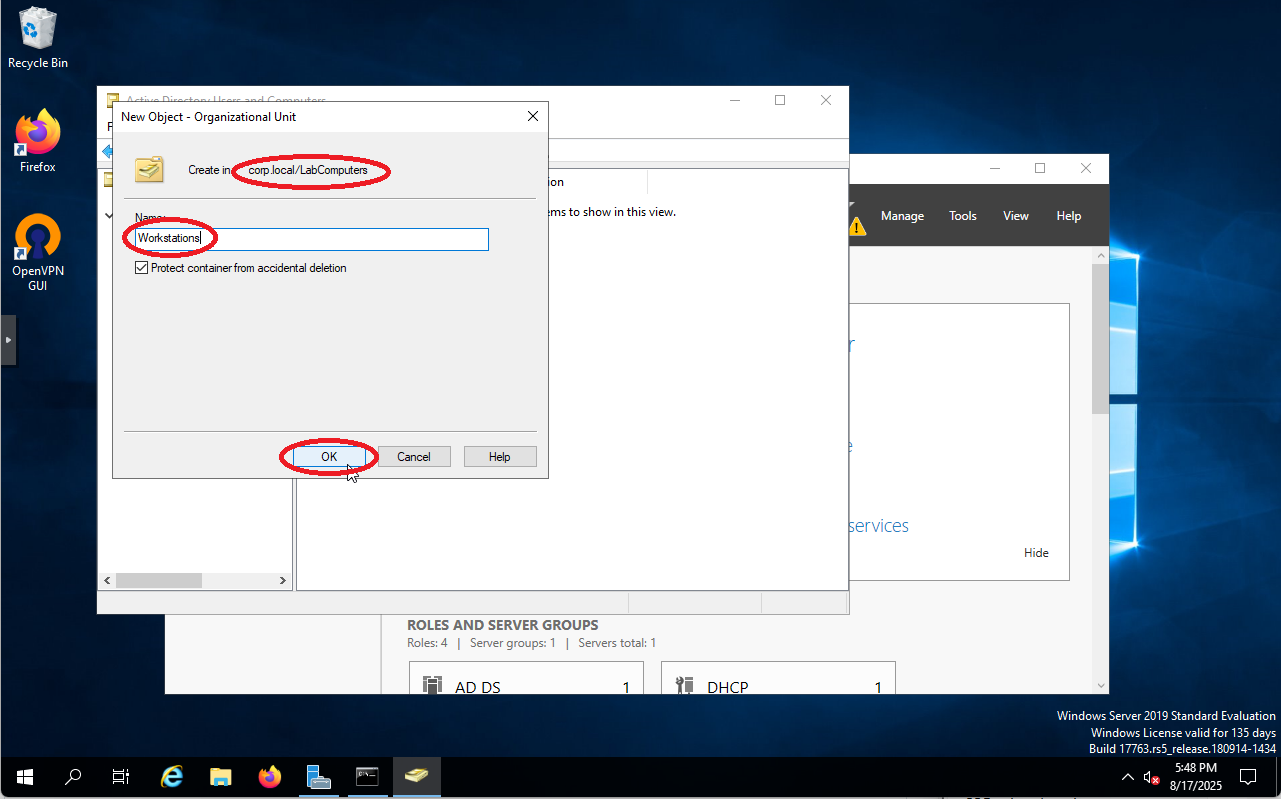 Recycle Bin
Firefox
OpenVPN
GUI
Active Directory Users and Computers
New Object - Organizational Unit
Create in:
corp.local/LabComputers
Name:
Workstations
Protect container from accidental deletion
OK
Cancel
Help
ion
ems to show in this view.
Manage
Tools
View
Help
r
e
services
Hide
ROLES AND SERVER GROUPS
Roles: 4 | Server groups: 1 | Servers total: 1
AD DS
1
DHCP
1
Windows Server 2019 Standard Evaluation
Windows License valid for 135 days
Build 17763.rs5_release.180914-1434
5:48 PM
8/17/2025